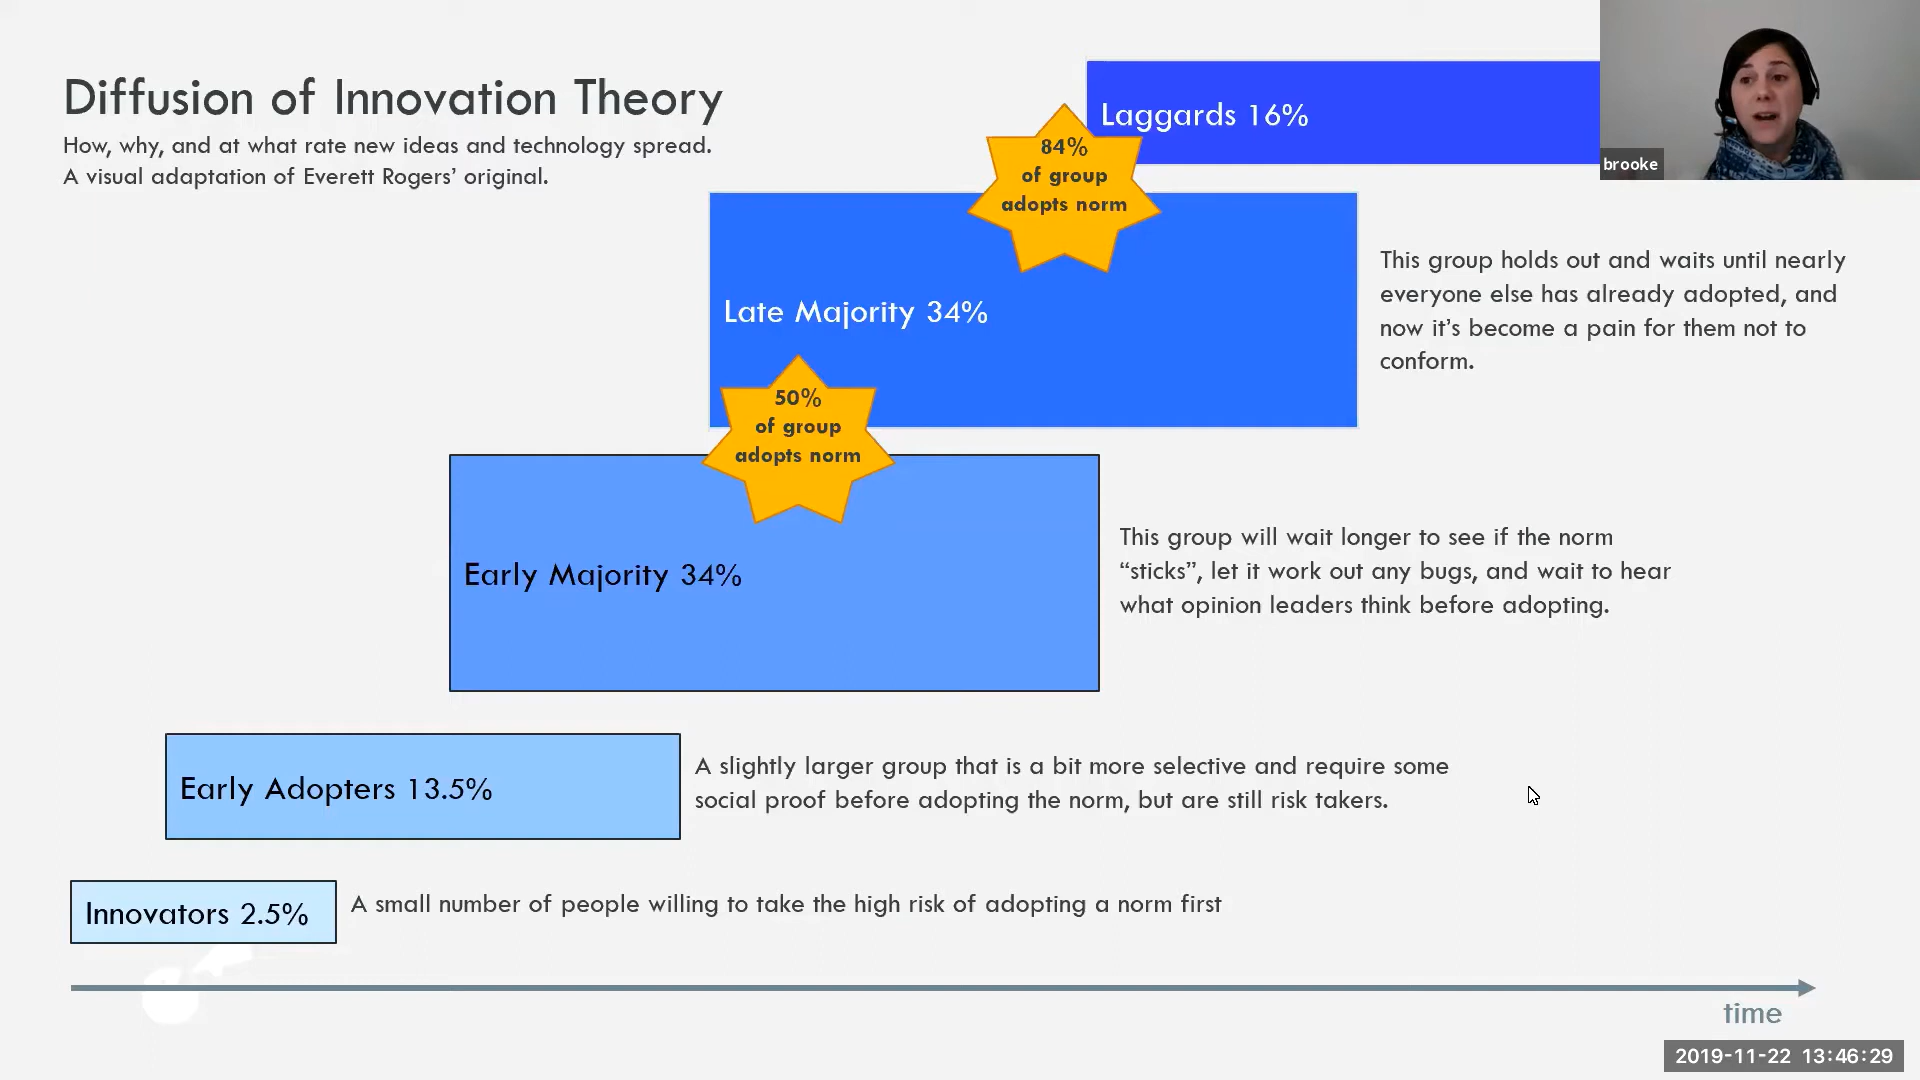 Diffusion of Innovation Theory
How, why, and at what rate new ideas and technology spread.
A visual adaptation of Everett Rogers’ original.
Laggards 16%
brooke
84%
of group
adopts norm
Late Majority 34%
This group holds out and waits until nearly
everyone else has already adopted, and
now it’s become a pain for them not to
conform.
50%
of group
adopts norm
Early Majority 34%
This group will wait longer to see if the norm
“sticks”, let it work out any bugs, and wait to hear
what opinion leaders think before adopting.
Early Adopters 13.5%
A slightly larger group that is a bit more selective and require some
social proof before adopting the norm, but are still risk takers.
Innovators 2.5%
A small number of people willing to take the high risk of adopting a norm first
time
2019-11-22 13:46:29